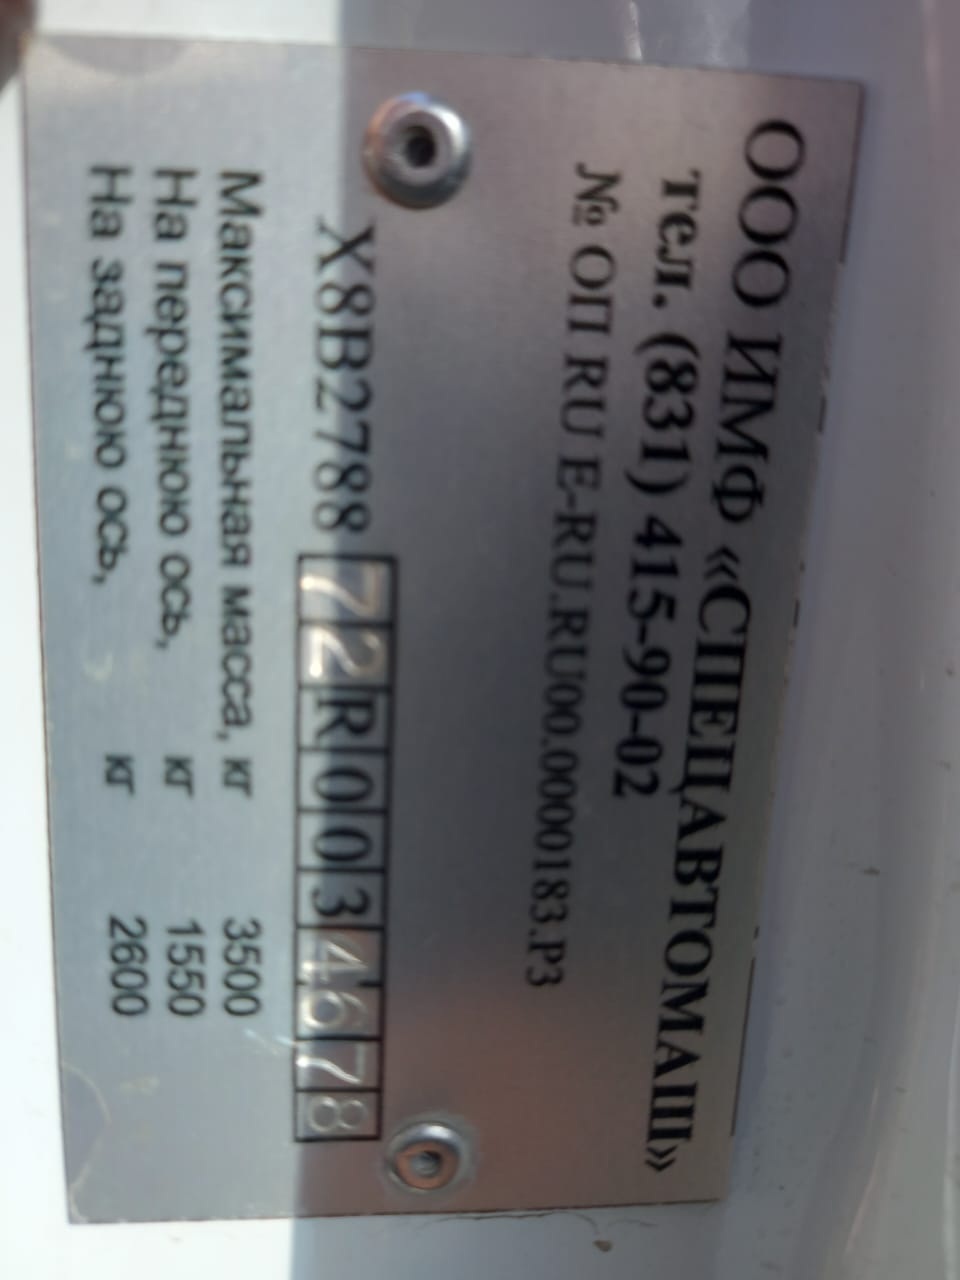 ООО ИМФ «СПЕЦАВТОМАШ»
тел. (831) 415-90-02
№ ОП RU E-RU.RU00.0000183.P3
X8B278872R0034678
Максимальная масса, кг 3500
На переднюю ось, кг 1550
На заднюю ось, кг 2600